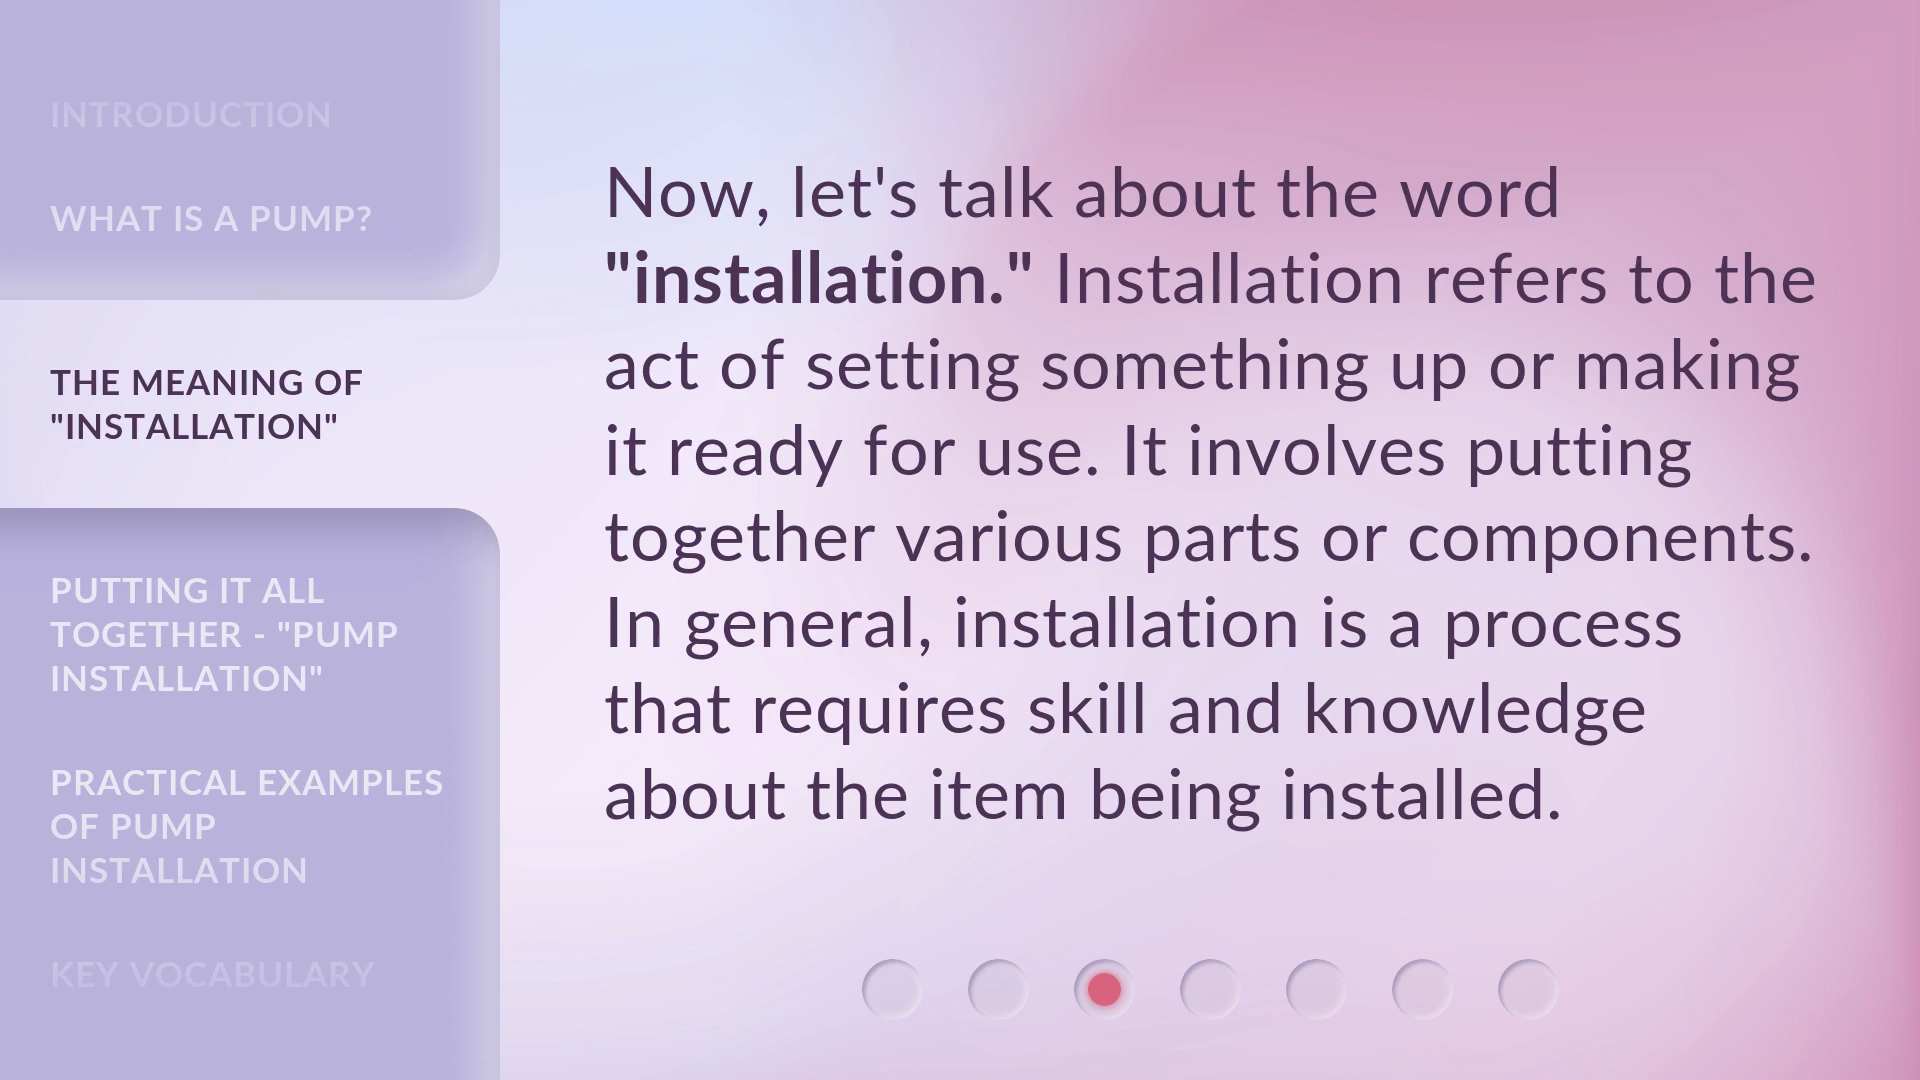 INTRODUCTION
WHAT IS A PUMP?
THE MEANING OF
"INSTALLATION"
PUTTING IT ALL
TOGETHER - "PUMP
INSTALLATION"
PRACTICAL EXAMPLES
OF PUMP
INSTALLATION
KEY VOCABULARY
Now, let's talk about the word
"installation." Installation refers to the
act of setting something up or making
it ready for use. It involves putting
together various parts or components.
In general, installation is a process
that requires skill and knowledge
about the item being installed.